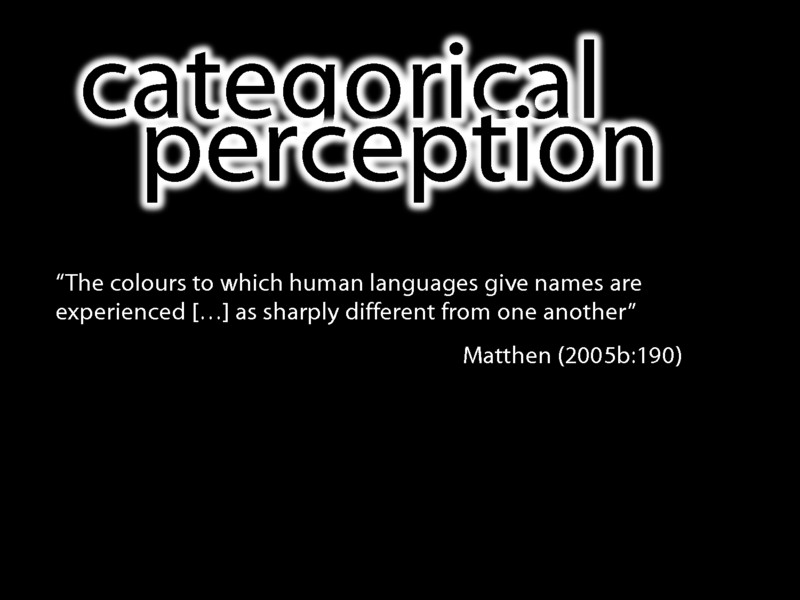 categorical
perception
“The colours to which human languages give names are
experienced […] as sharply different from one another”
Matthen (2005b:190)